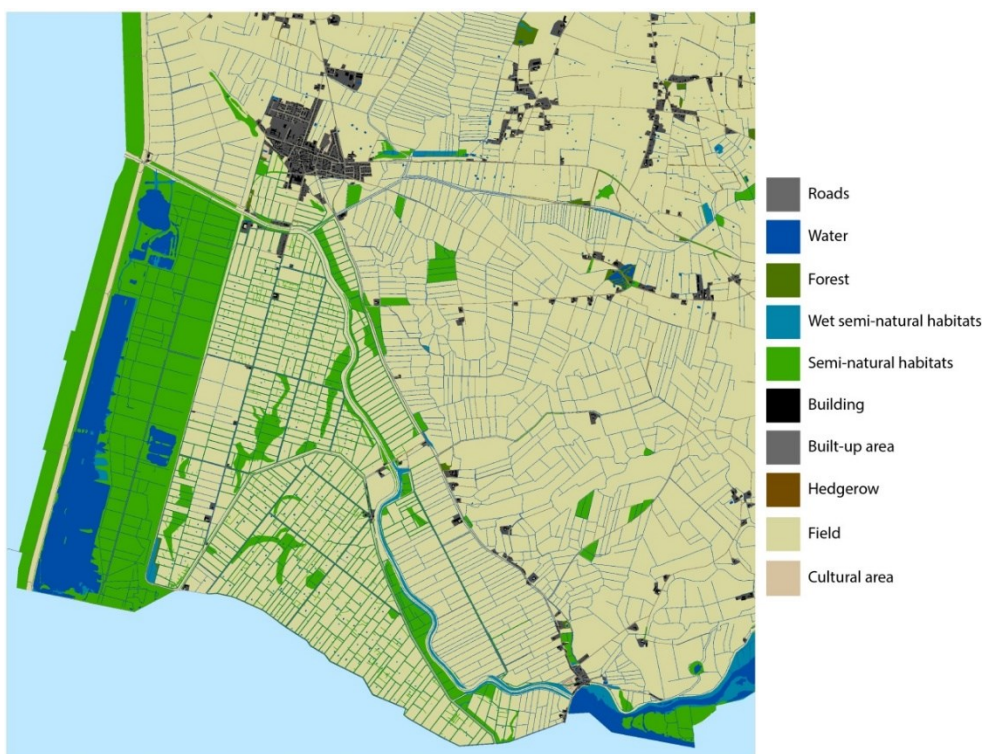 Roads
Water
Forest
Wet semi-natural habitats
Semi-natural habitats
Building
Built-up area
Hedgerow
Field
Cultural area